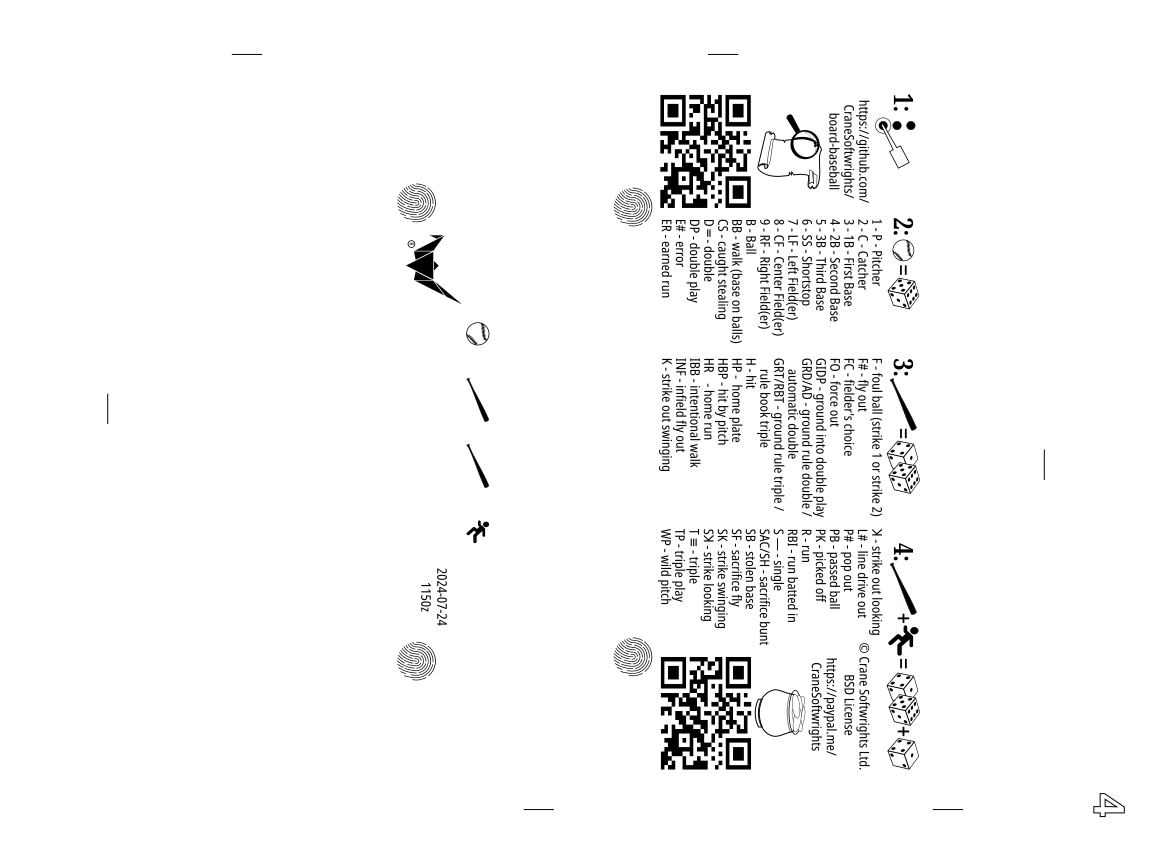 1:
https://github.com/
CraneSoftwrights/
board-baseball
2: =
1 - P - Pitcher
2 - C - Catcher
3 - 1B - First Base
4 - 2B - Second Base
5 - 3B - Third Base
6 - SS - Shortstop
7 - LF - Left Field(er)
8 - CF - Center Field(er)
9 - RF - Right Field(er)
B - Ball
BB - walk (base on balls)
CS - caught stealing
D = - double
DP - double play
E# - error
ER - earned run
3: =
F - foul ball (strike 1 or strike 2)
F# - fly out
FC - fielder's choice
FO - force out
GIDP - ground into double play
GRD/AD - ground rule double /
automatic double
GRT/RBT - ground rule triple /
rule book triple
H - hit
HP - home plate
HBP - hit by pitch
HR - home run
IBB - intentional walk
INF - infield fly out
K - strike out swinging
4: + = +
ꓘ - strike out looking
L# - line drive out
P# - pop out
PB - passed ball
PK - picked off
R - run
RBI - run batted in
S — - single
SAC/SH - sacrifice bunt
SB - stolen base
SF - sacrifice fly
SK - strike swinging
Sꓘ - strike looking
T ≡ - triple
TP - triple play
WP - wild pitch
© Crane Softwrights Ltd.
BSD License
https://paypal.me/
CraneSoftwrights
®
2024-07-24
1150z
4